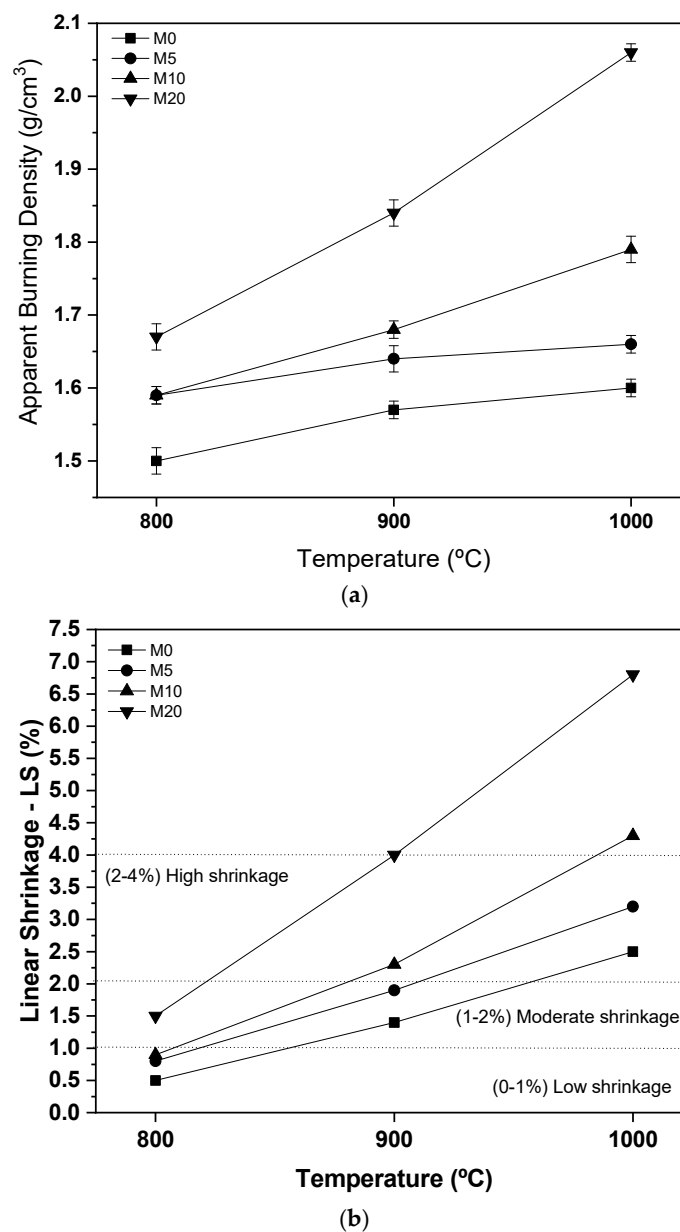 2.1
2.0
1.9
1.8
1.7
1.6
1.5
Apparent Burning Density (g/cm³)
M0
M5
M10
M20
800
900
1000
Temperature (ºC)
(a)
7.5
7.0
6.5
6.0
5.5
5.0
4.5
4.0
3.5
3.0
2.5
2.0
1.5
1.0
0.5
0.0
Linear Shrinkage - LS (%)
M0
M5
M10
M20
(2-4%) High shrinkage
(1-2%) Moderate shrinkage
(0-1%) Low shrinkage
800
900
1000
Temperature (ºC)
(b)